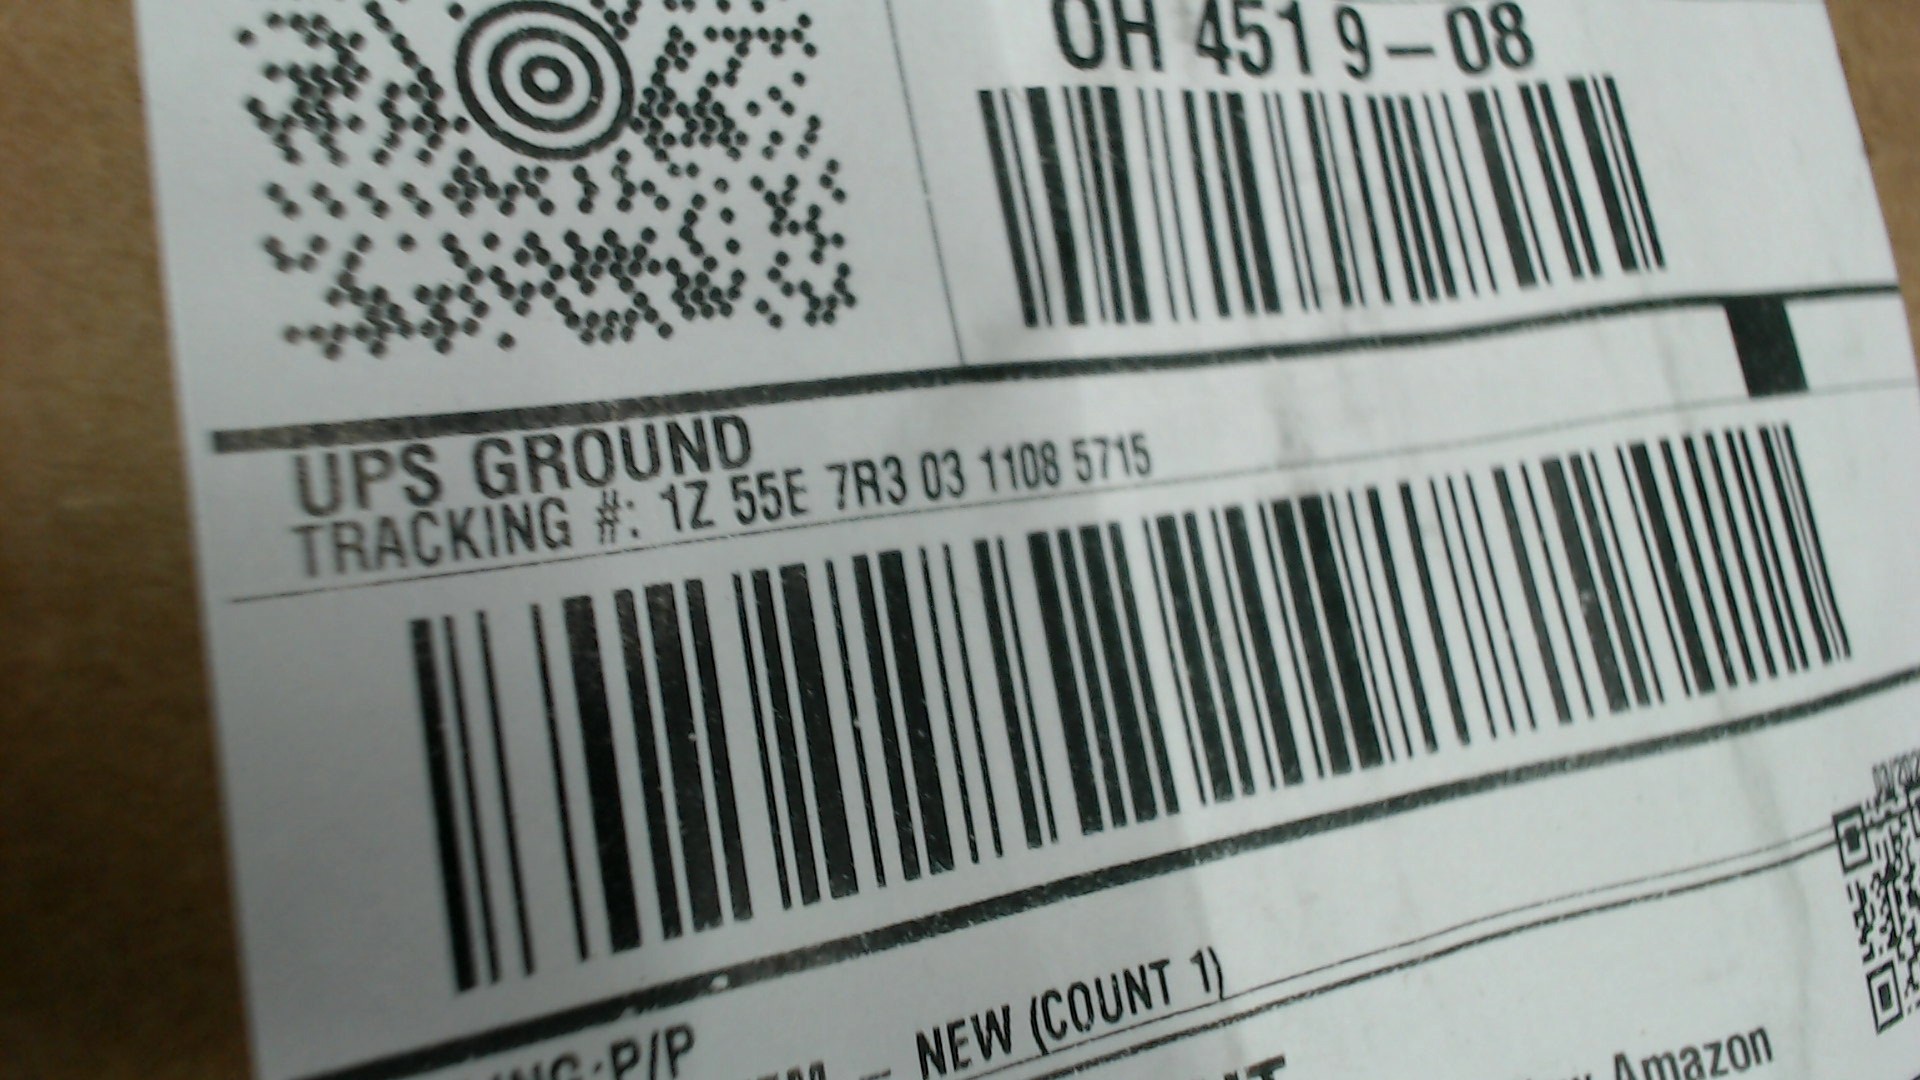 OH 451 9-08
UPS GROUND
TRACKING #: 1Z 55E 7R3 03 1108 5715
P/P
NEW (COUNT 1)
Amazon